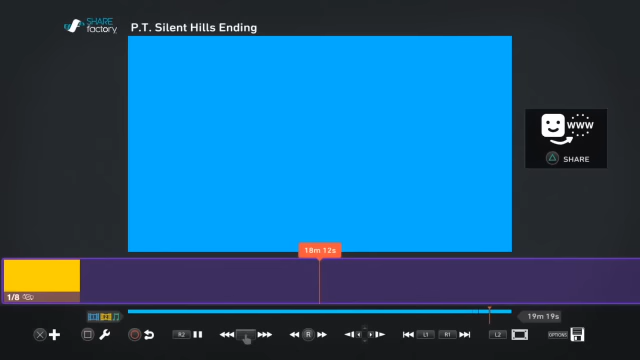 SHARE
factory
P.T. Silent Hills Ending
WWW
SHARE
18m 12s
1/8
19m 19s
R2
R
L1
R1
L2
OPTIONS